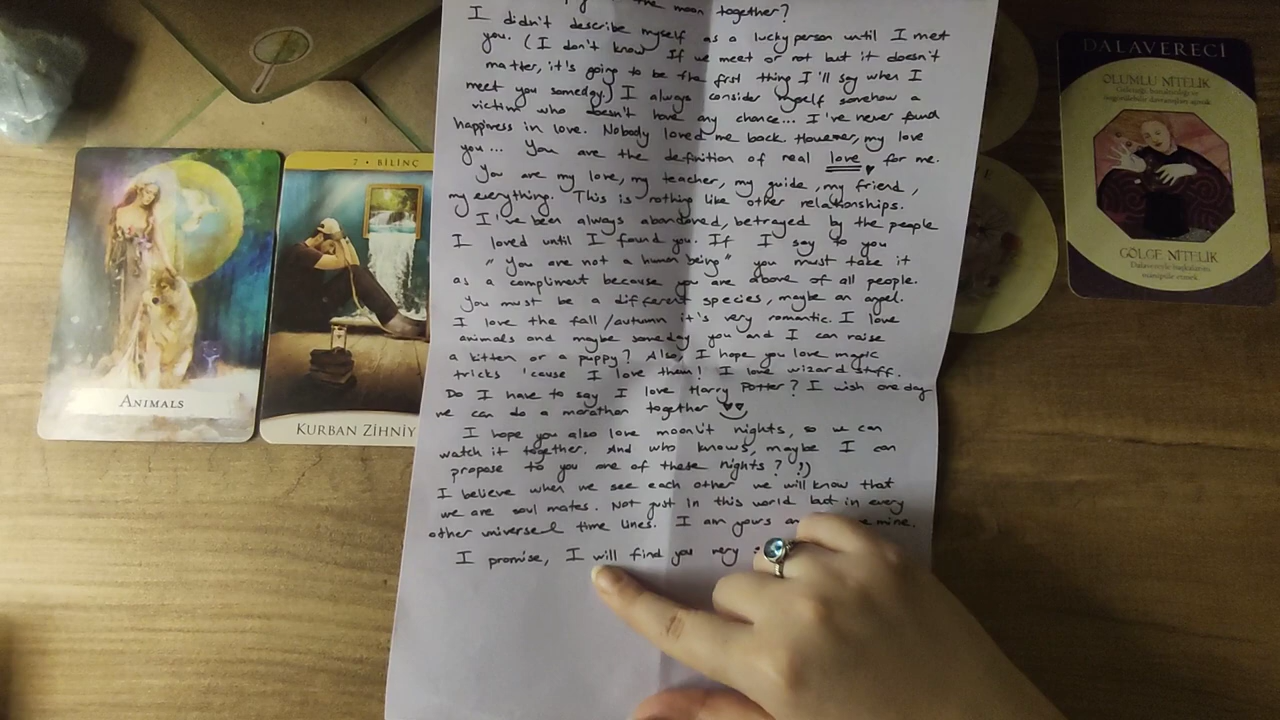 the moon together?
I didn't describe myself as a lucky person until I met
you. (I don't know If we meet or not but it doesn't
matter, it's going to be the first thing I'll say when I
meet you someday.) I always consider myself somehow a
victim who doesn't have any chance... I've never found
happiness in love. Nobody loved me back. However, my love
you... You are the definition of real love for me.
You are my love, my teacher, my guide, my friend,
my everything. This is nothing like other relationships.
I've been always abandoned, betrayed by the people
I loved until I found you. If I say to you
"You are not a human being" you must take it
as a compliment because you are above of all people.
You must be a different species, maybe an angel.
I love the fall/autumn it's very romantic. I love
animals and maybe someday you and I can raise
a kitten or a puppy? Also, I hope you love magic
tricks 'cause I love them! I love wizard stuff.
Do I have to say I love Harry Potter? I wish one day
we can do a marathon together
I hope you also love moonlit nights, so we can
watch it together. And who knows, maybe I can
propose to you one of these nights? :)
I believe when we see each other we will know that
we are soul mates. Not just in this world but in every
other universe & time lines. I am yours mine.
I promise, I will find you very
ANIMALS
7 • BİLİNÇ
KURBAN ZİHNİY
DALAVERECİ
OLUMLU NİTELİK
GÖLGE NİTELİK